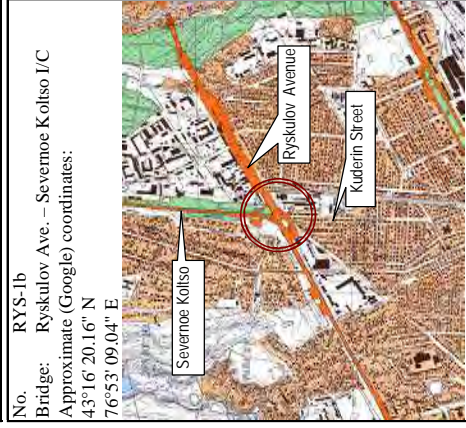 No. RYS-1b
Bridge: Ryskulov Ave. – Severnoe Koltso I/C
Approximate (Google) coordinates:
43°16' 20.16" N
76°53' 09.04" E
Severnoe Koltso
Ryskulov Avenue
Kuderin Street